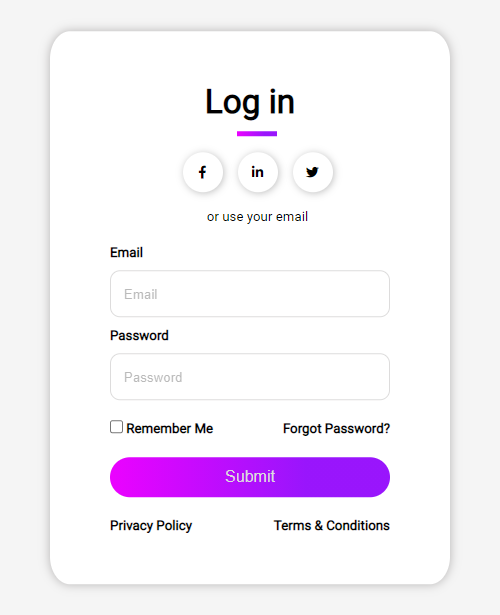 Log in
or use your email
Email
Email
Password
Password
Remember Me Forgot Password?
Submit
Privacy Policy Terms & Conditions